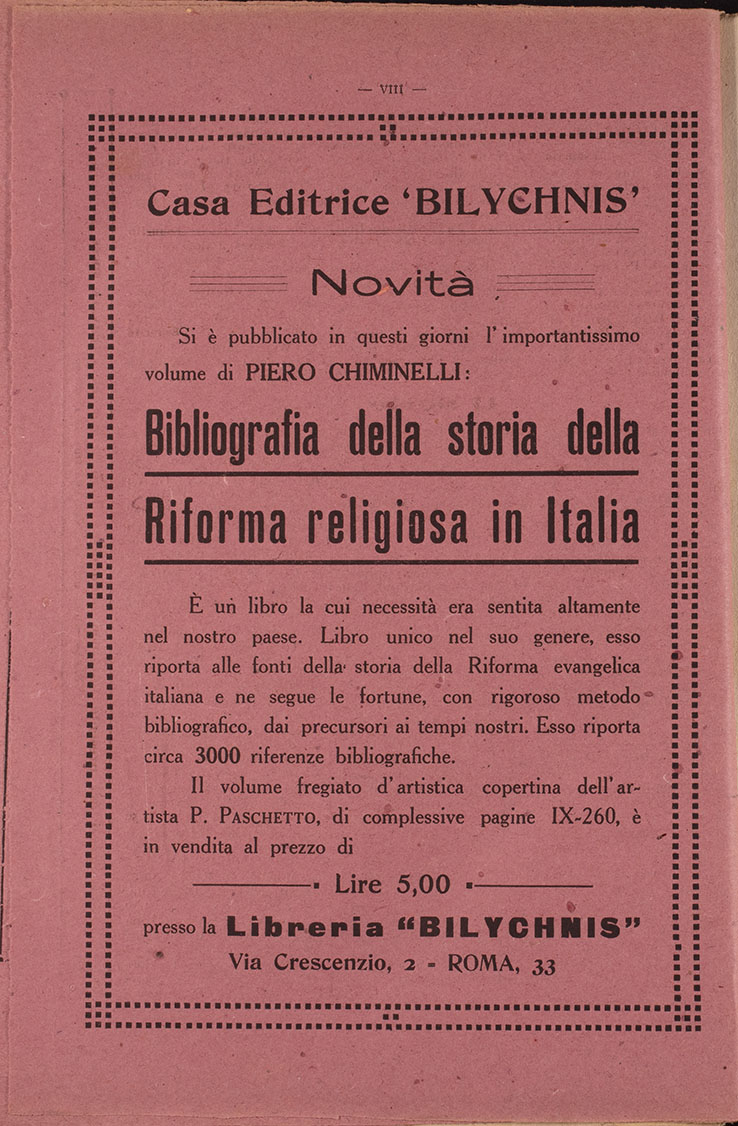 — VIII —
Casa Editrice ‘BILYCHNIS’
Novità
Si è pubblicato in questi giorni l'importantissimo
volume di PIERO CHIMINELLI:
Bibliografia della storia della
Riforma religiosa in Italia
È un libro la cui necessità era sentita altamente
nel nostro paese. Libro unico nel suo genere, esso
riporta alle fonti della storia della Riforma evangelica
italiana e ne segue le fortune, con rigoroso metodo
bibliografico, dai precursori ai tempi nostri. Esso riporta
circa 3000 riferenze bibliografiche.
Il volume fregiato d'artistica copertina dell'ar-
tista P. PASCHETTO, di complessive pagine IX-260, è
in vendita al prezzo di
Lire 5,00
presso la Libreria “BILYCHNIS”
Via Crescenzio, 2 - ROMA, 33